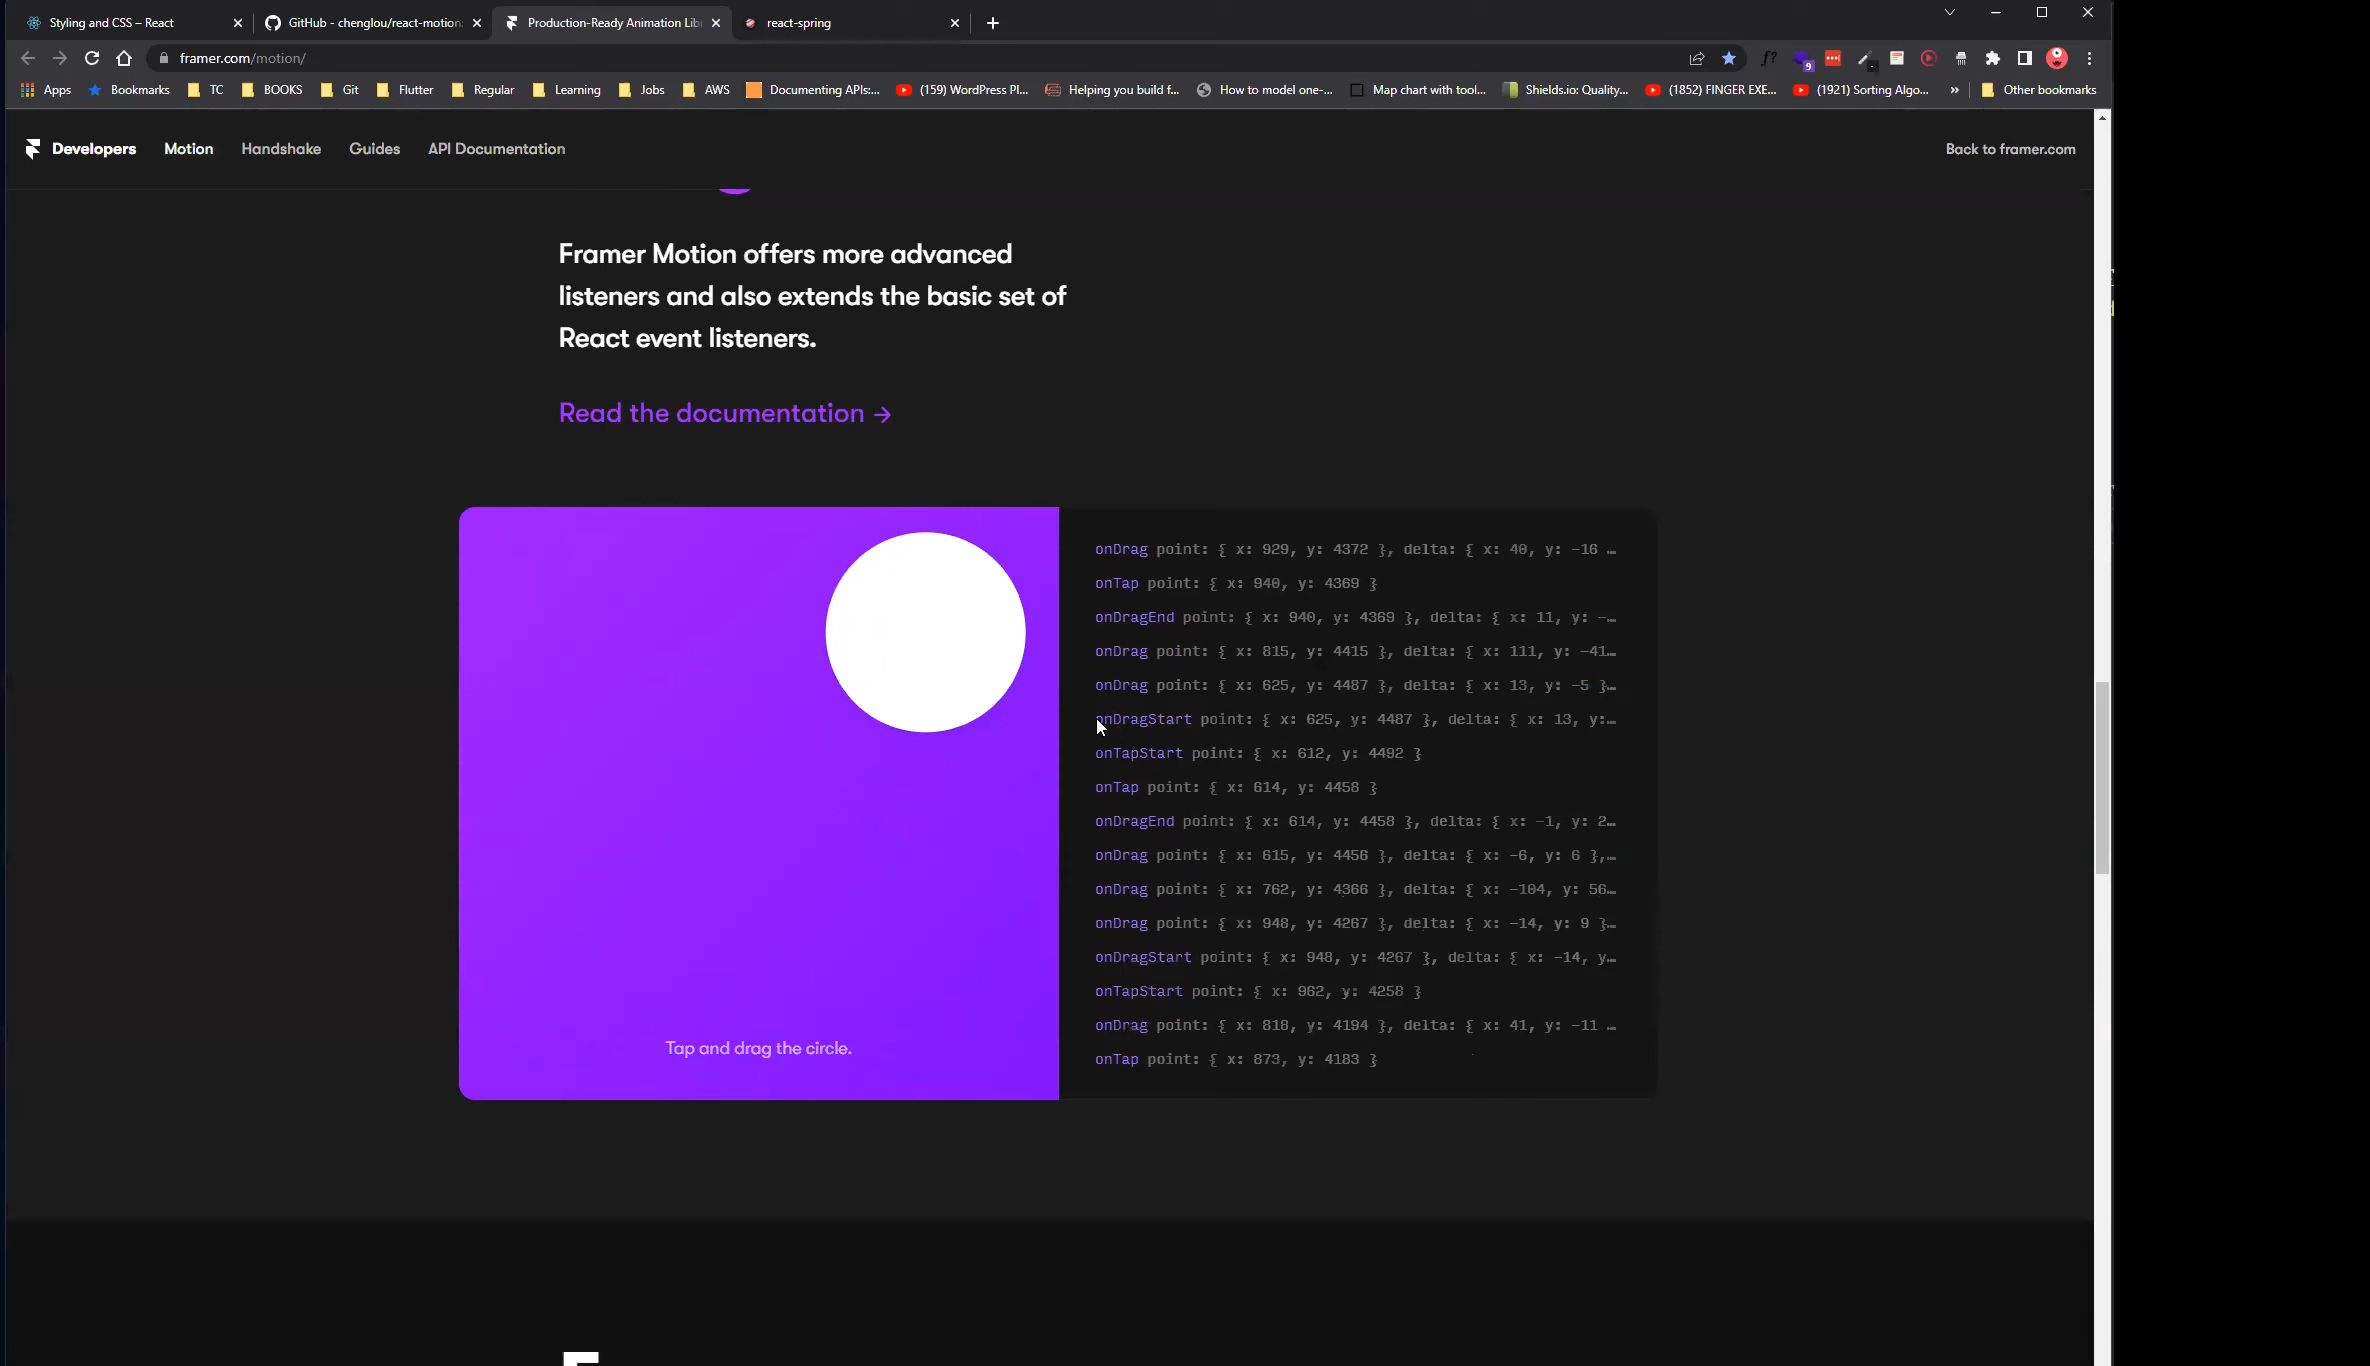 Styling and CSS – React
GitHub - chenglou/react-motion:
Production-Ready Animation Lib
react-spring
framer.com/motion/
f?
9
Apps
Bookmarks
TC
BOOKS
Git
Flutter
Regular
Learning
Jobs
AWS
Documenting APIs:...
(159) WordPress Pl...
Helping you build f...
How to model one-...
Map chart with tool...
Shields.io: Quality...
(1852) FINGER EXE...
(1921) Sorting Algo...
»
Other bookmarks
Developers
Motion
Handshake
Guides
API Documentation
Back to framer.com
Framer Motion offers more advanced
listeners and also extends the basic set of
React event listeners.
Read the documentation →
Tap and drag the circle.
onDrag point: { x: 929, y: 4372 }, delta: { x: 40, y: -16 …
onTap point: { x: 940, y: 4369 }
onDragEnd point: { x: 940, y: 4369 }, delta: { x: 11, y: -…
onDrag point: { x: 815, y: 4415 }, delta: { x: 111, y: -41…
onDrag point: { x: 625, y: 4487 }, delta: { x: 13, y: -5 }…
onDragStart point: { x: 625, y: 4487 }, delta: { x: 13, y:…
onTapStart point: { x: 612, y: 4492 }
onTap point: { x: 614, y: 4458 }
onDragEnd point: { x: 614, y: 4458 }, delta: { x: -1, y: 2…
onDrag point: { x: 615, y: 4456 }, delta: { x: -6, y: 6 },…
onDrag point: { x: 762, y: 4366 }, delta: { x: -104, y: 56…
onDrag point: { x: 948, y: 4267 }, delta: { x: -14, y: 9 }…
onDragStart point: { x: 948, y: 4267 }, delta: { x: -14, y…
onTapStart point: { x: 962, y: 4258 }
onDrag point: { x: 818, y: 4194 }, delta: { x: 41, y: -11 …
onTap point: { x: 873, y: 4183 }